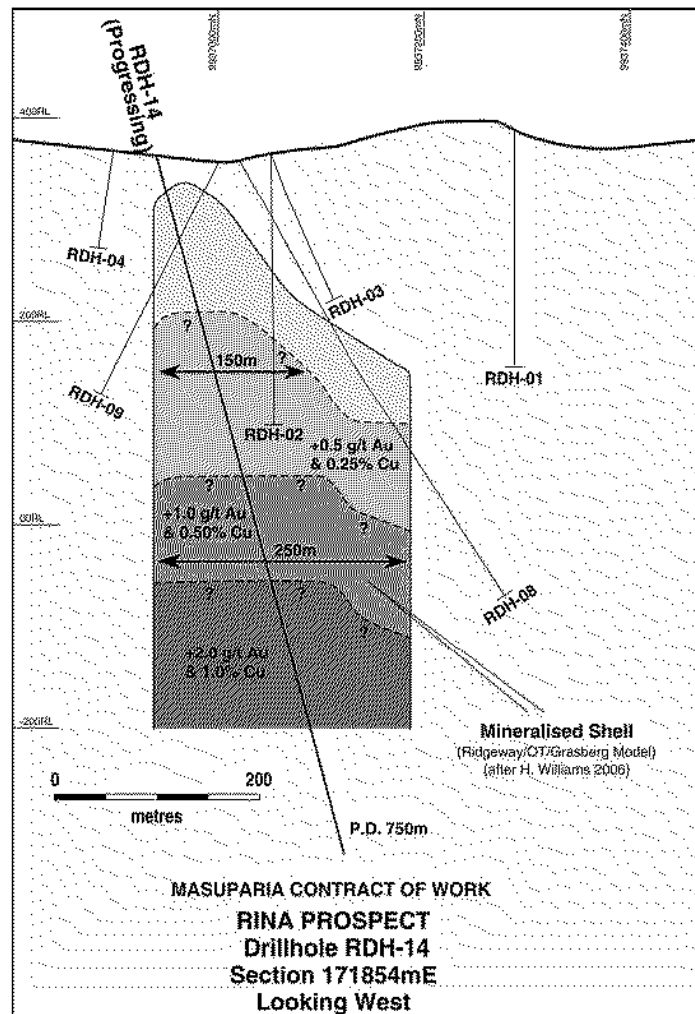 RDH-14
(Progressing)
400RL
RDH-04
RDH-03
200RL
150m
RDH-01
RDH-09
RDH-02
+0.5 g/t Au
& 0.25% Cu
+1.0 g/t Au
& 0.50% Cu
250m
RDH-08
+2.0 g/t Au
& 1.0% Cu
-200RL
Mineralised Shell
(Ridgeway/OT/Grasberg Model)
(after H. Williams 2006)
0 200
metres
P.D. 750m
MASUPARIA CONTRACT OF WORK
RINA PROSPECT
Drillhole RDH-14
Section 171854mE
Looking West